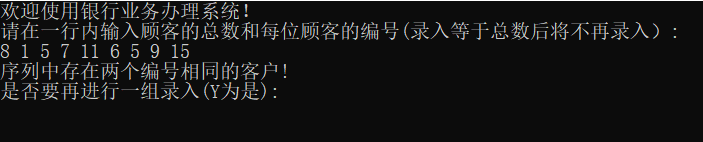 欢迎使用银行业务办理系统!
请在一行内输入顾客的总数和每位顾客的编号(录入等于总数后将不再录入）:
8 1 5 7 11 6 5 9 15
序列中存在两个编号相同的客户!
是否要再进行一组录入(Y为是):